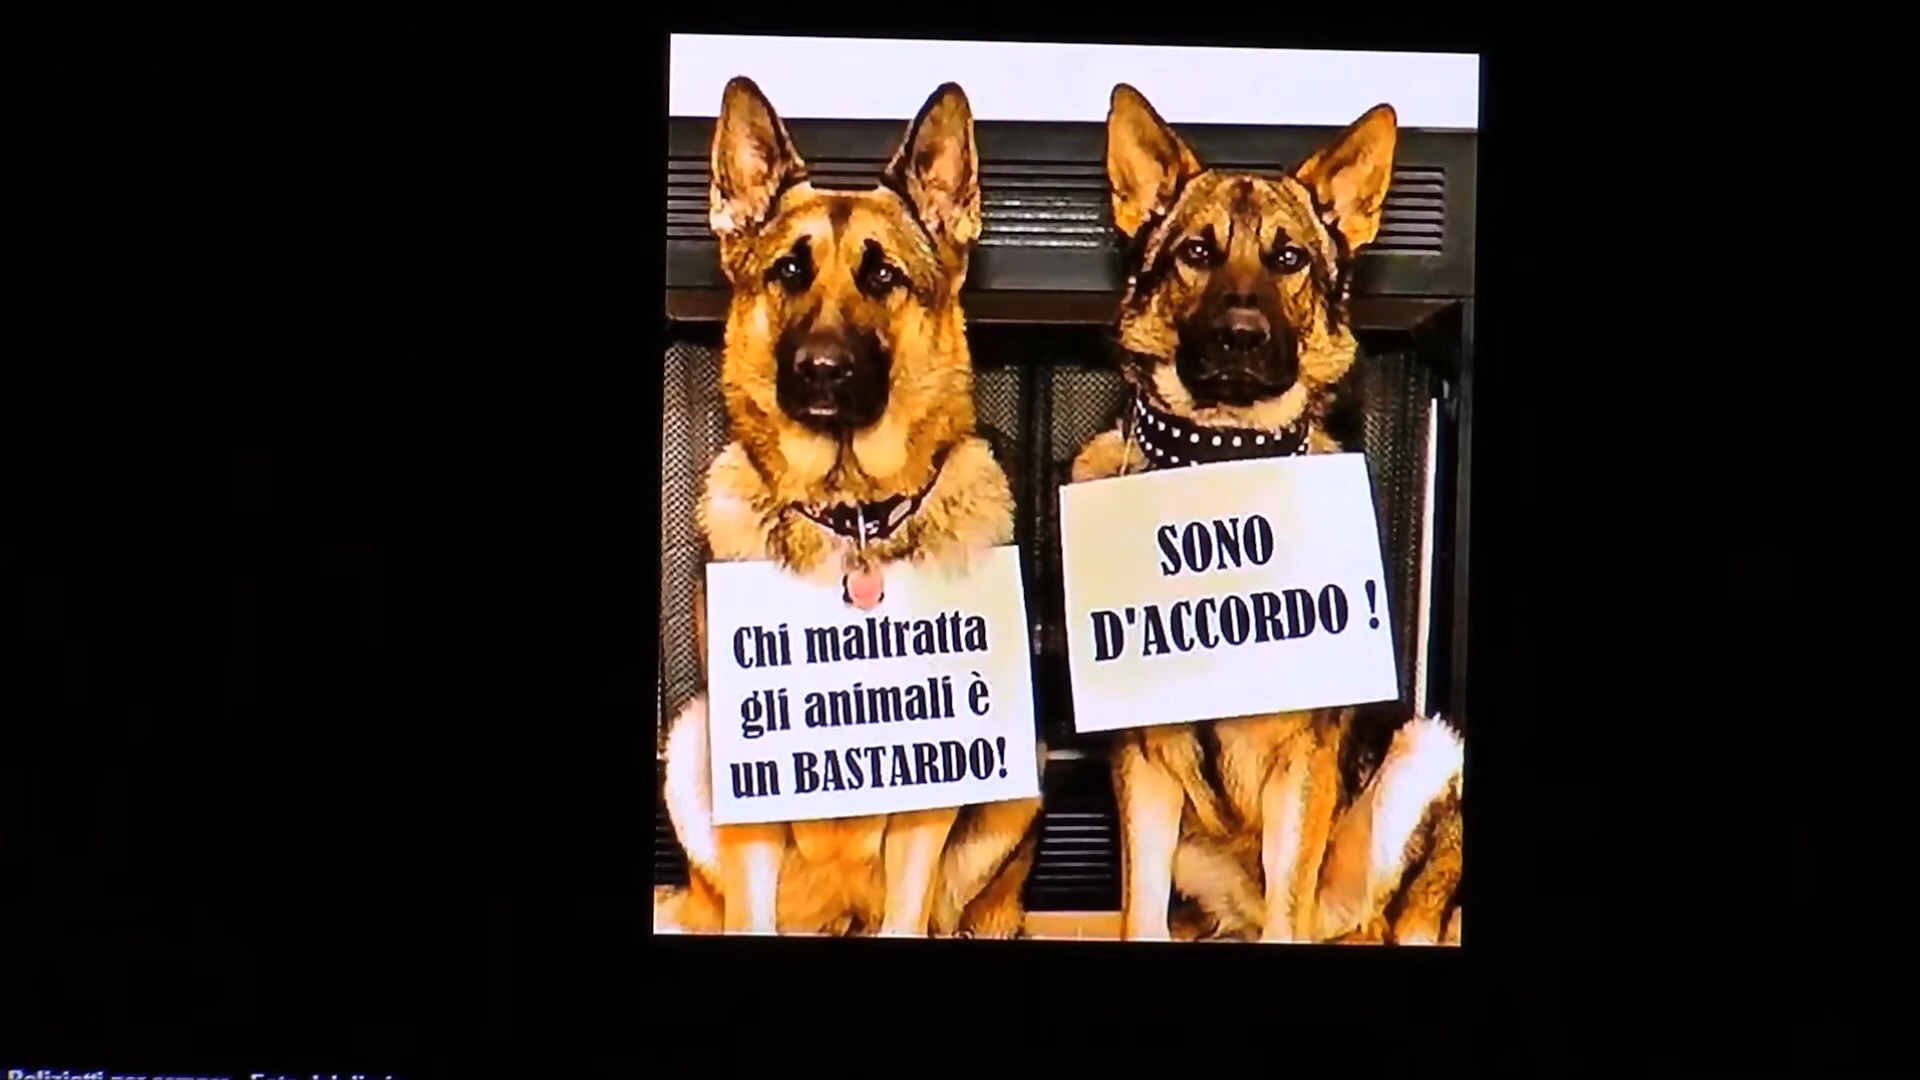 Chi maltratta
gli animali è
un BASTARDO!
SONO
D'ACCORDO !